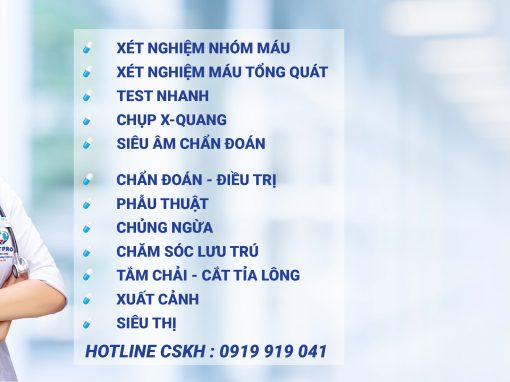 XÉT NGHIỆM NHÓM MÁU
XÉT NGHIỆM MÁU TỔNG QUÁT
TEST NHANH
CHỤP X-QUANG
SIÊU ÂM CHẨN ĐOÁN
CHẨN ĐOÁN - ĐIỀU TRỊ
PHẪU THUẬT
CHỦNG NGỪA
CHĂM SÓC LƯU TRÚ
TẮM CHẢI - CẮT TỈA LÔNG
XUẤT CẢNH
SIÊU THỊ
HOTLINE CSKH : 0919 919 041